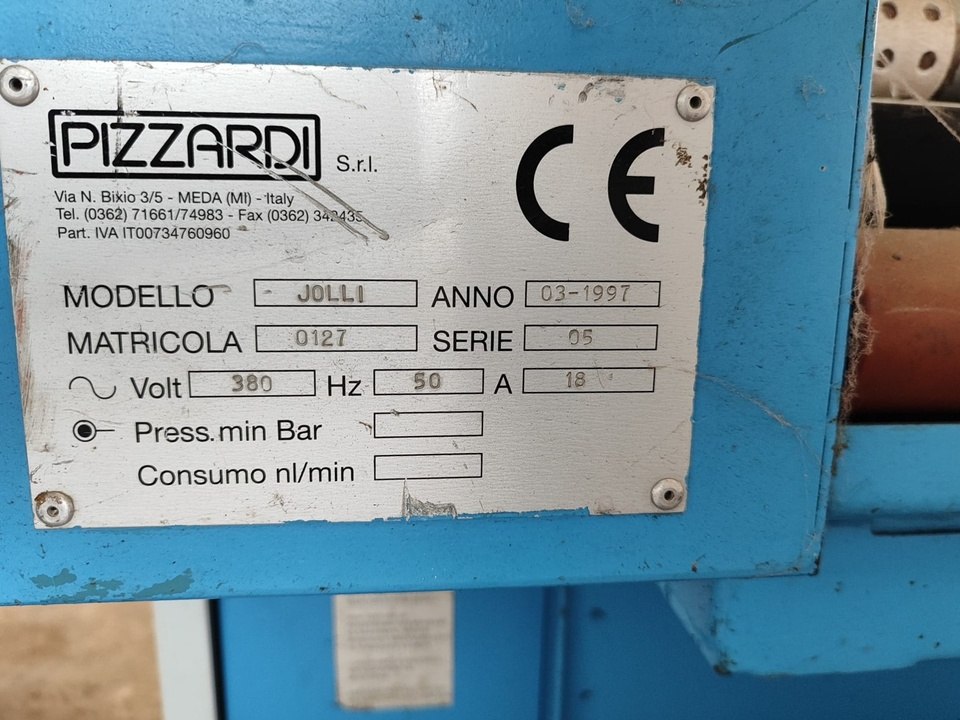 PIZZARDI S.r.l.
Via N. Bixio 3/5 - MEDA (MI) - Italy
Tel. (0362) 71661/74983 - Fax (0362)
Part. IVA IT00734760960
CE
MODELLO JOLLI ANNO 03-1997
MATRICOLA 0127 SERIE 05
Volt 380 Hz 50 A 18
Press. min Bar
Consumo nl/min